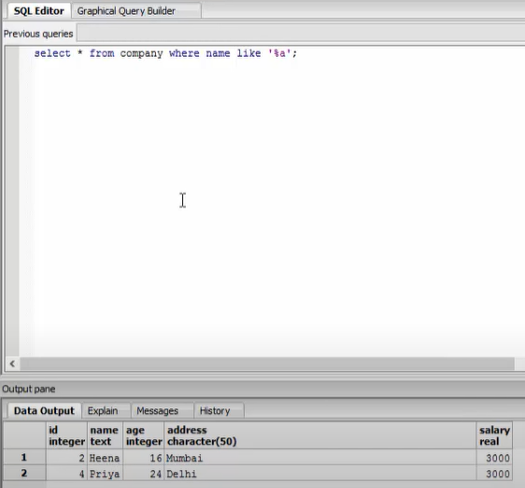 SQL Editor Graphical Query Builder
Previous queries
select * from company where name like '%a';
Output pane
Data Output Explain Messages History
id name age address salary
integer text integer character(50) real
1 2 Heena 16 Mumbai 3000
2 4 Priya 24 Delhi 3000